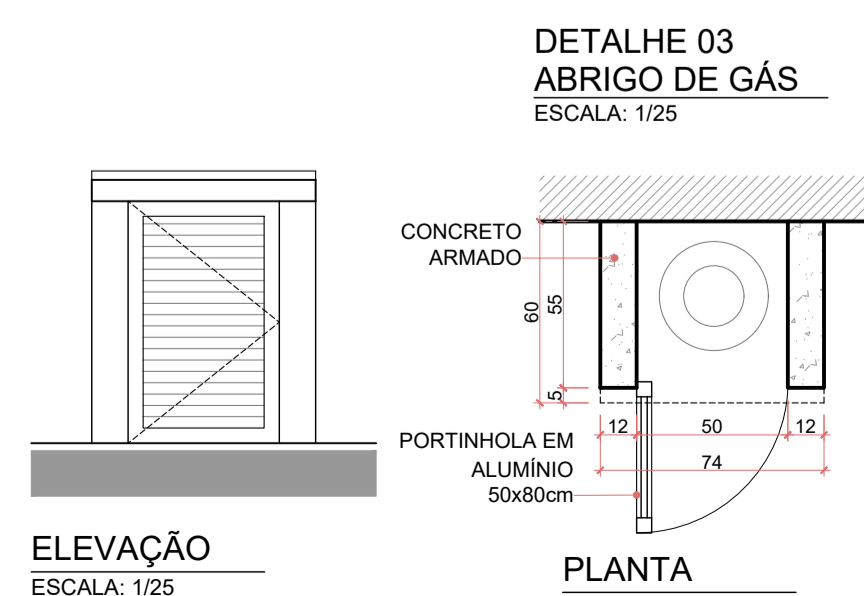 DETALHE 03
ABRIGO DE GÁS
ESCALA: 1/25
CONCRETO
ARMADO
60
55
5
12
50
12
74
PORTINHOLA EM
ALUMÍNIO
50x80cm
ELEVAÇÃO
ESCALA: 1/25
PLANTA